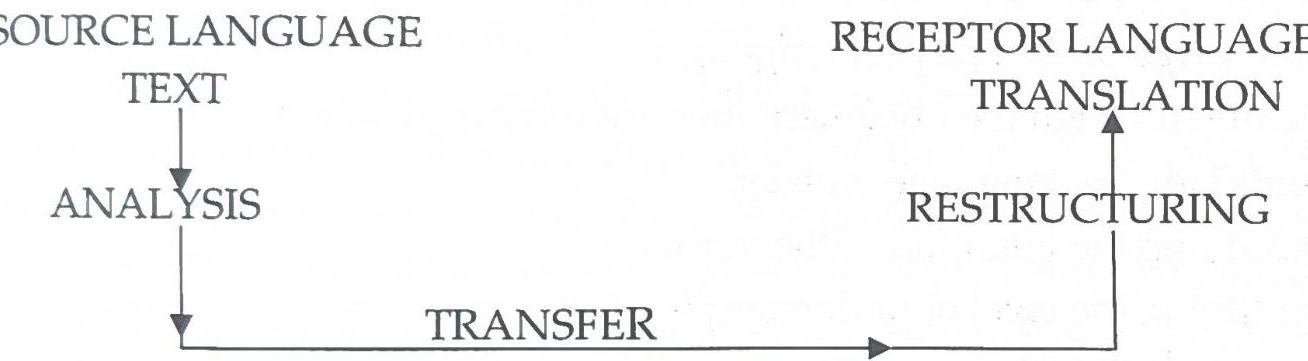 SOURCE LANGUAGE
TEXT
ANALYSIS
TRANSFER
RECEPTOR LANGUAGE
TRANSLATION
RESTRUCTURING